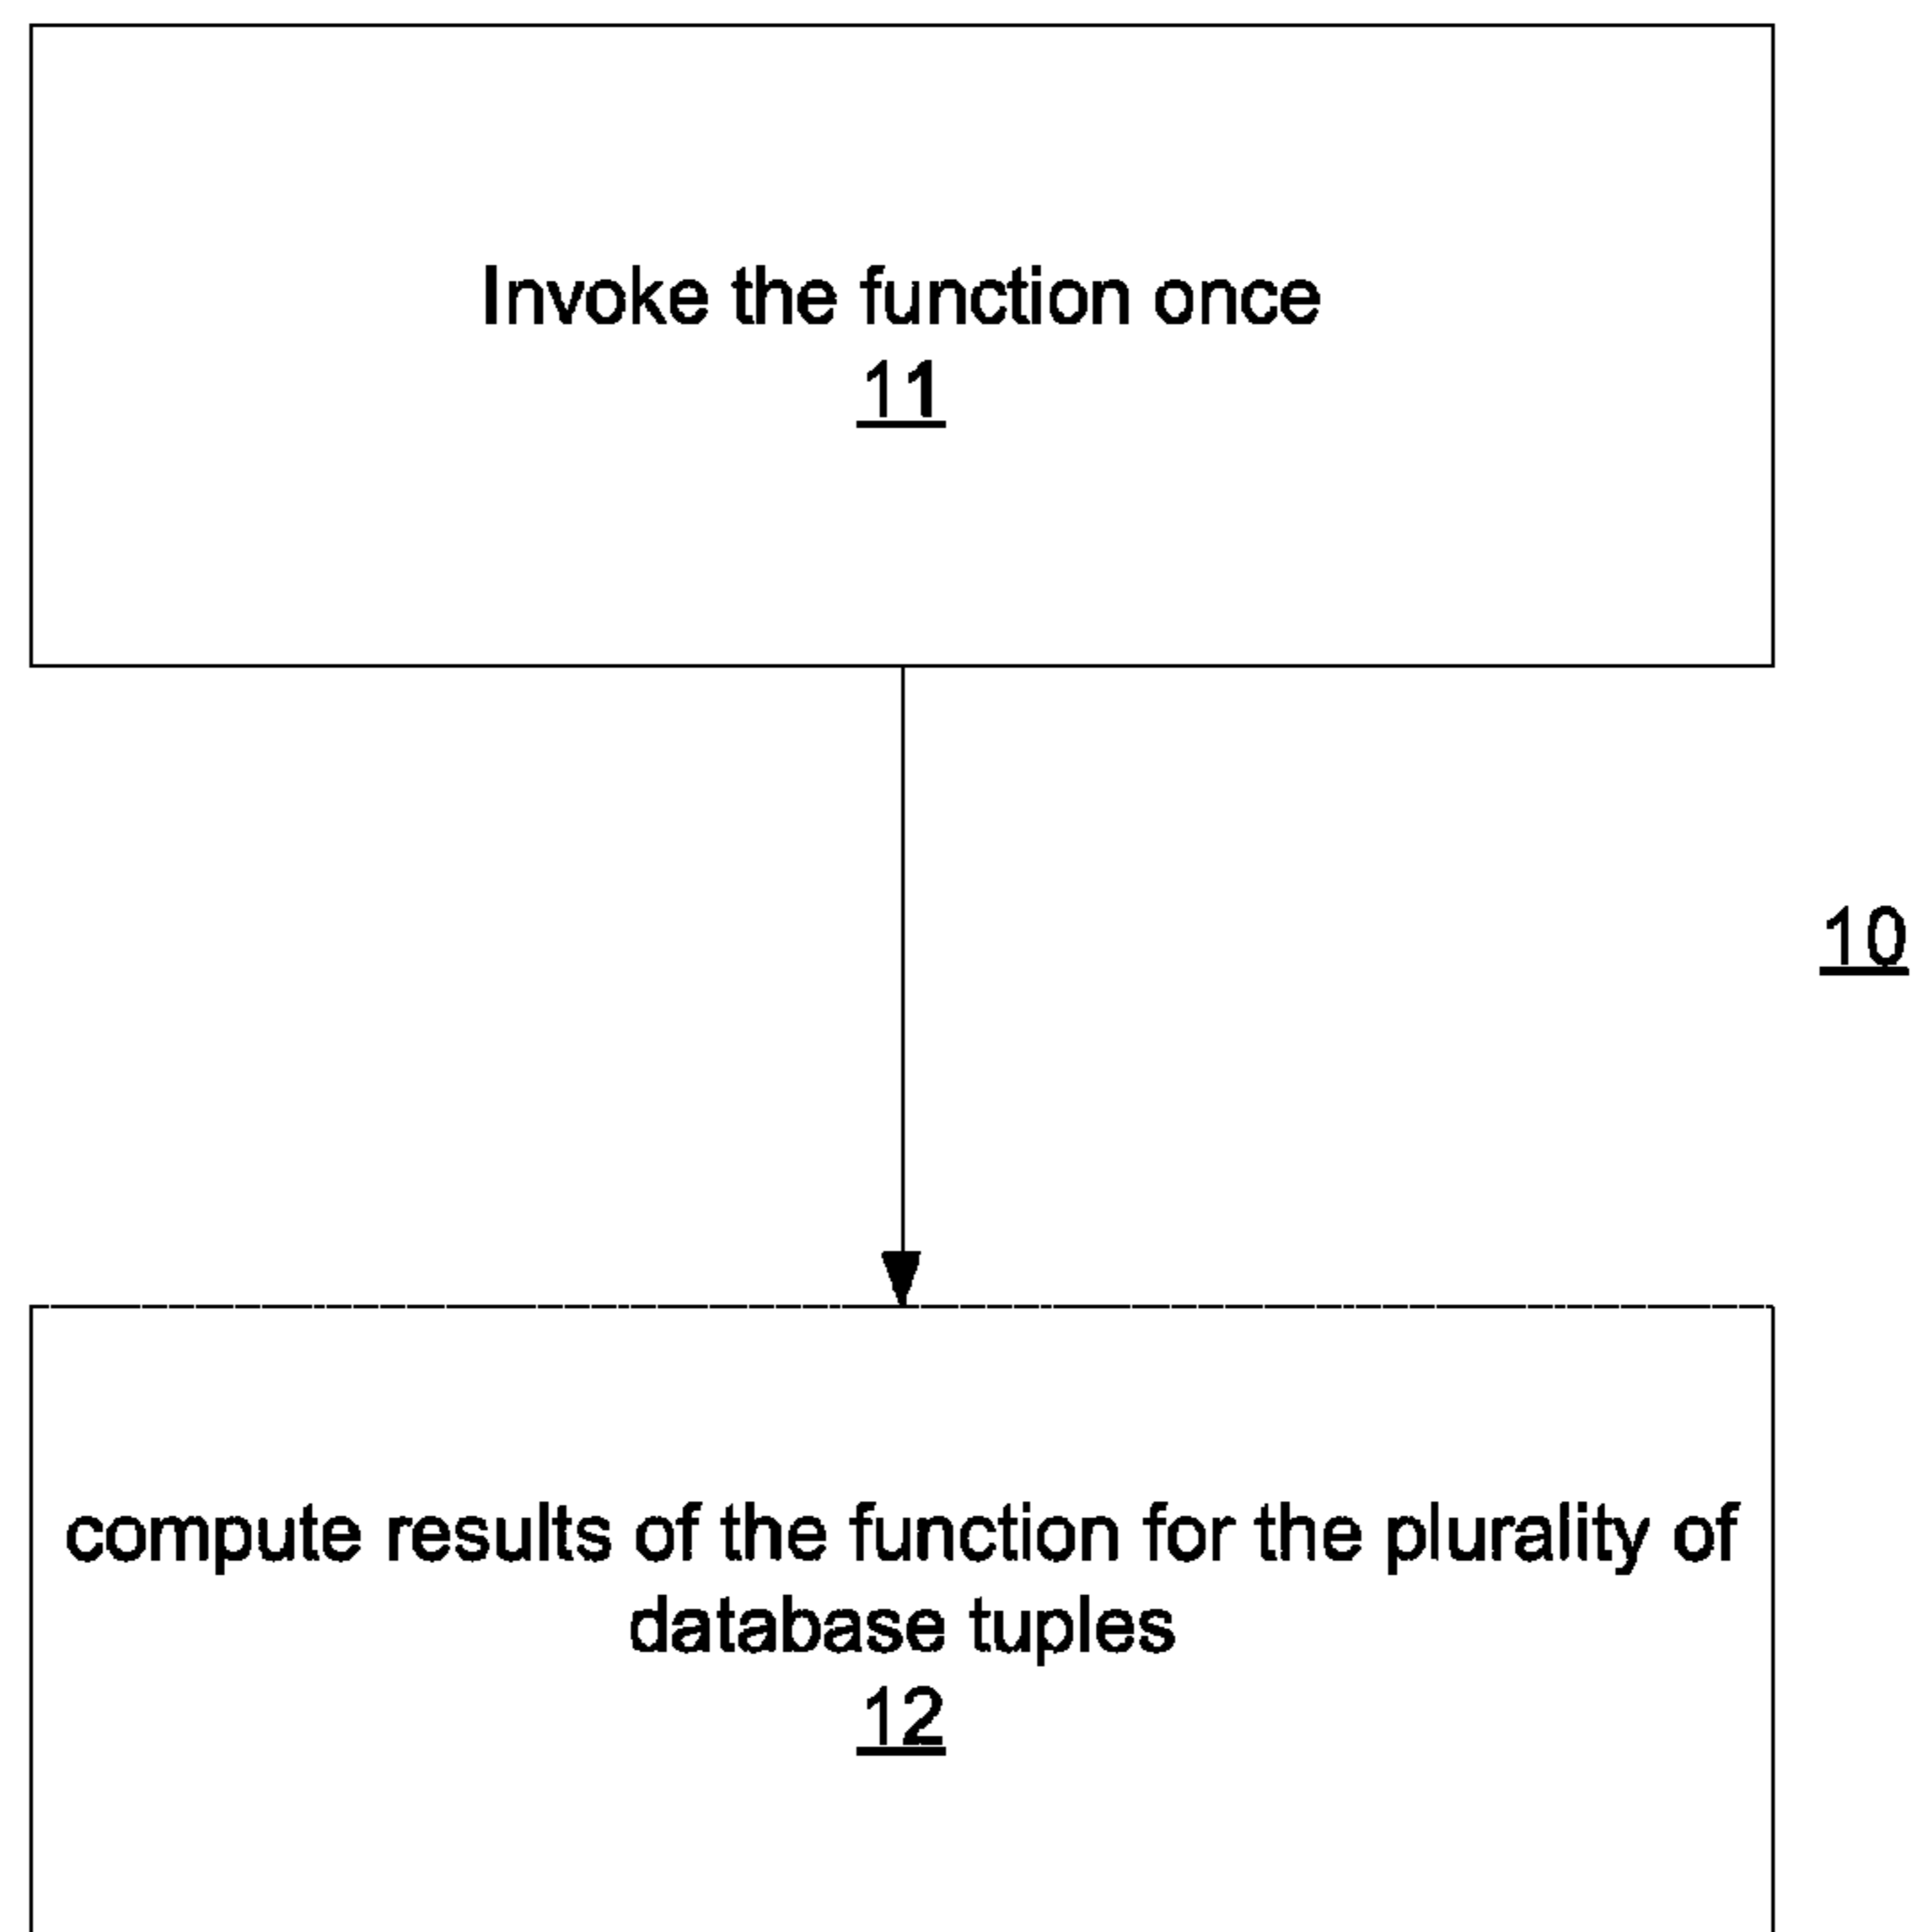 Invoke the function once
11
10
compute results of the function for the plurality of
database tuples
12